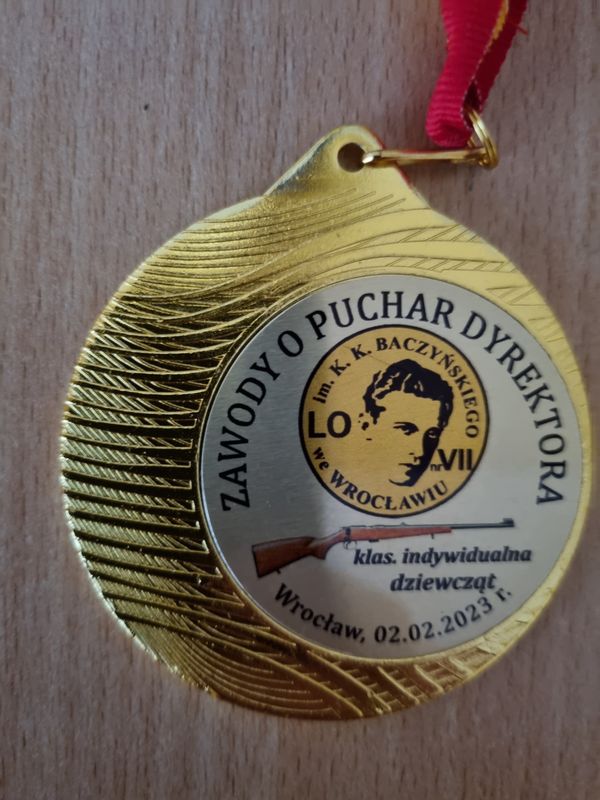 ZAWODY O PUCHAR DYREKTORA
im. K. K. BACZYŃSKIEGO
LO
nr VII
we WROCŁAWIU
klas. indywidualna
dziewcząt
Wrocław, 02.02.2023 r.